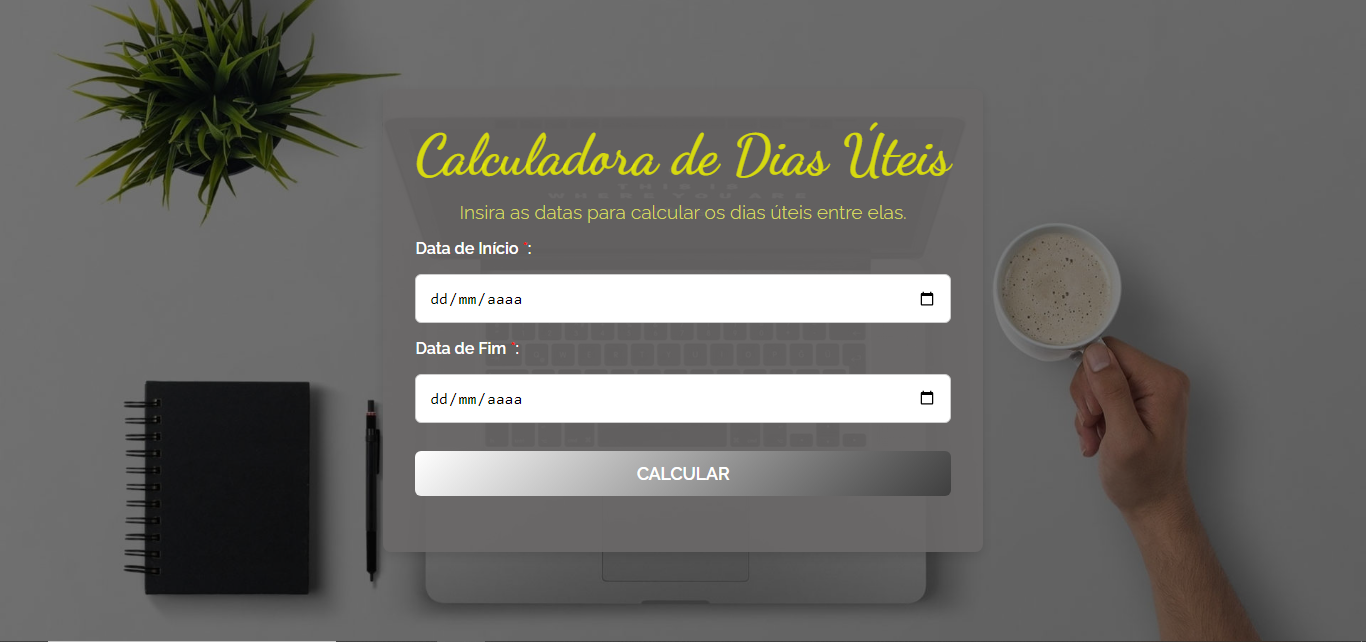 Calculadora de Dias Úteis
Insira as datas para calcular os dias úteis entre elas.
Data de Início *:
dd/mm/aaaa
Data de Fim *:
dd/mm/aaaa
CALCULAR